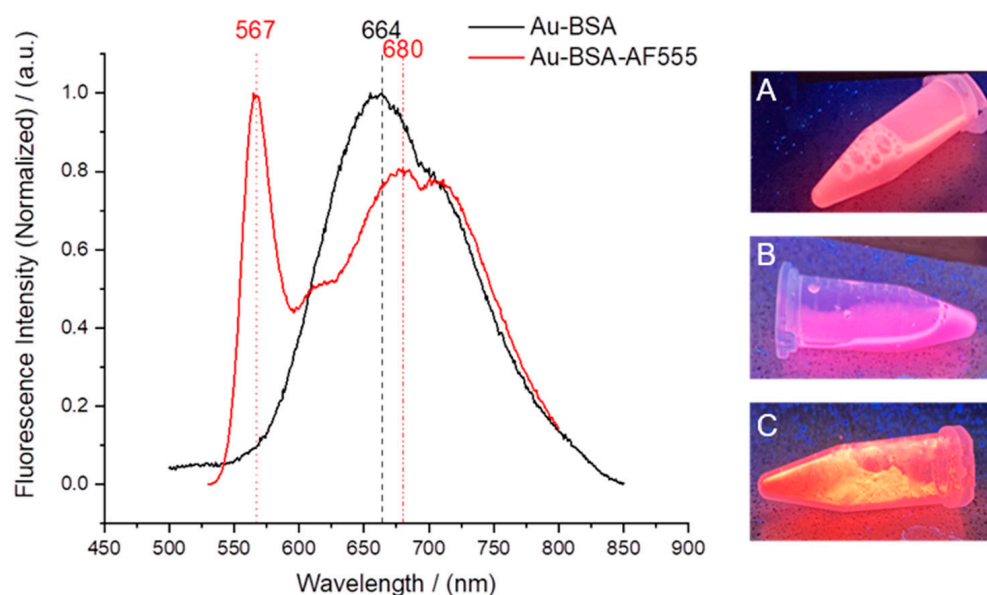 567
664
680
Au-BSA
Au-BSA-AF555
Fluorescence Intensity (Normalized) / (a.u.)
1.0
0.8
0.6
0.4
0.2
0.0
450 500 550 600 650 700 750 800 850 900
Wavelength / (nm)
A
B
C